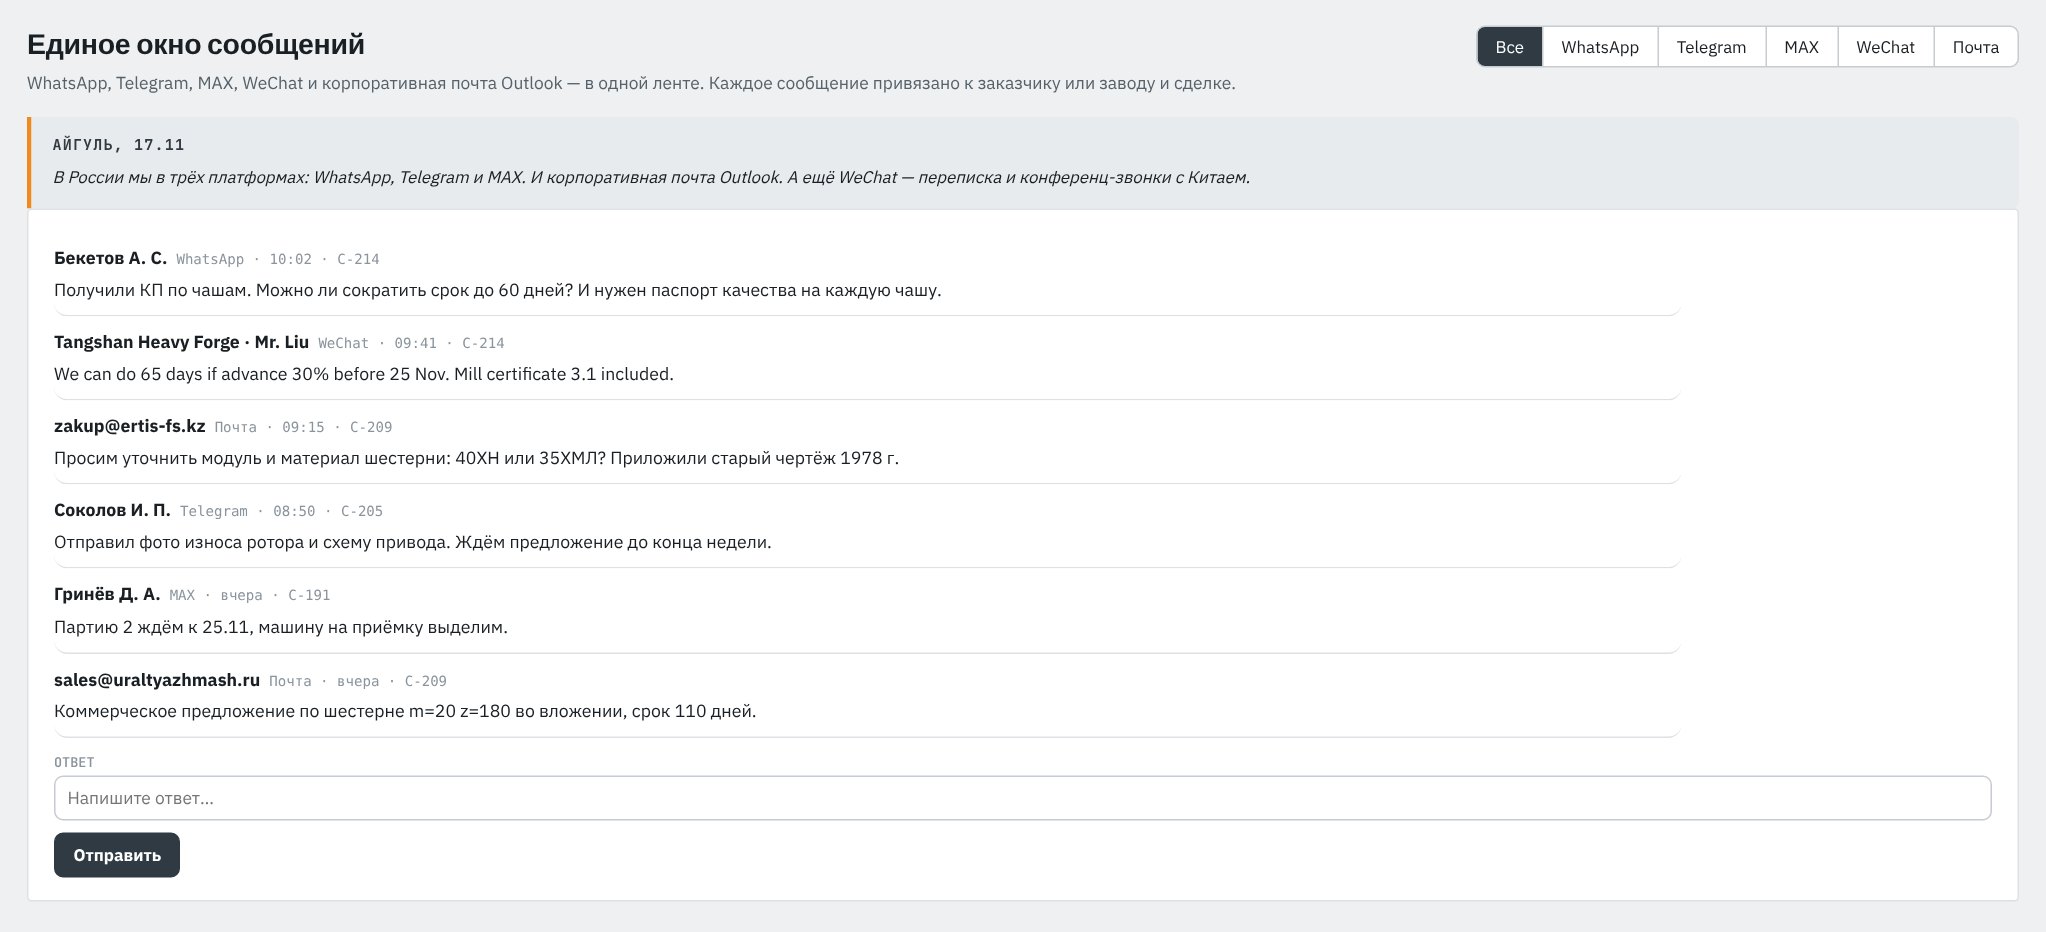 Единое окно сообщений
Все WhatsApp Telegram MAX WeChat Почта
WhatsApp, Telegram, MAX, WeChat и корпоративная почта Outlook — в одной ленте. Каждое сообщение привязано к заказчику или заводу и сделке.
АЙГУЛЬ, 17.11
В России мы в трёх платформах: WhatsApp, Telegram и MAX. И корпоративная почта Outlook. А ещё WeChat — переписка и конференц-звонки с Китаем.
Бекетов А. С. WhatsApp · 10:02 · С-214
Получили КП по чашам. Можно ли сократить срок до 60 дней? И нужен паспорт качества на каждую чашу.
Tangshan Heavy Forge · Mr. Liu WeChat · 09:41 · С-214
We can do 65 days if advance 30% before 25 Nov. Mill certificate 3.1 included.
zakup@ertis-fs.kz Почта · 09:15 · С-209
Просим уточнить модуль и материал шестерни: 40ХН или 35ХМЛ? Приложили старый чертёж 1978 г.
Соколов И. П. Telegram · 08:50 · С-205
Отправил фото износа ротора и схему привода. Ждём предложение до конца недели.
Гринёв Д. А. MAX · вчера · С-191
Партию 2 ждём к 25.11, машину на приёмку выделим.
sales@uraltyazhmash.ru Почта · вчера · С-209
Коммерческое предложение по шестерне m=20 z=180 во вложении, срок 110 дней.
ОТВЕТ
Напишите ответ...
Отправить